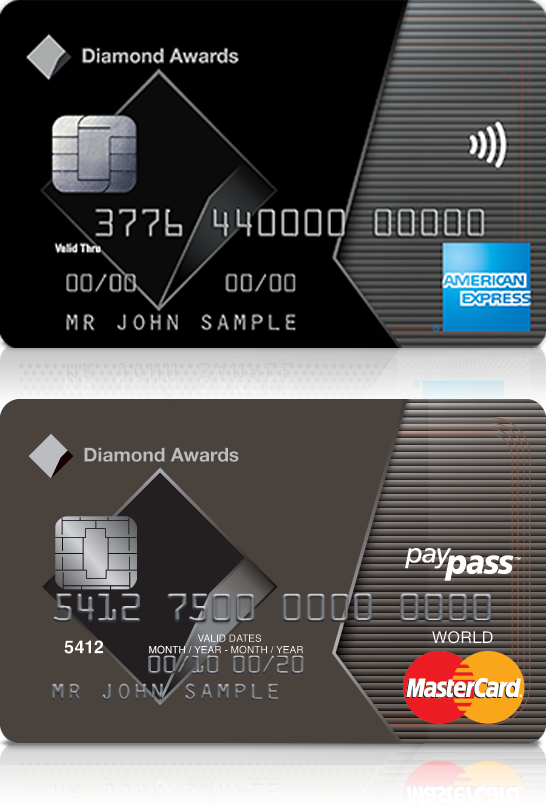 Diamond Awards
3776 440000 00000
Valid Thru
00/00 00/00
AMERICAN
EXPRESS
MR JOHN SAMPLE
Diamond Awards
paypass™
5412 7500 0000 0000
WORLD
5412
VALID DATES
MONTH / YEAR - MONTH / YEAR
00/10 00/20
MR JOHN SAMPLE
MasterCard